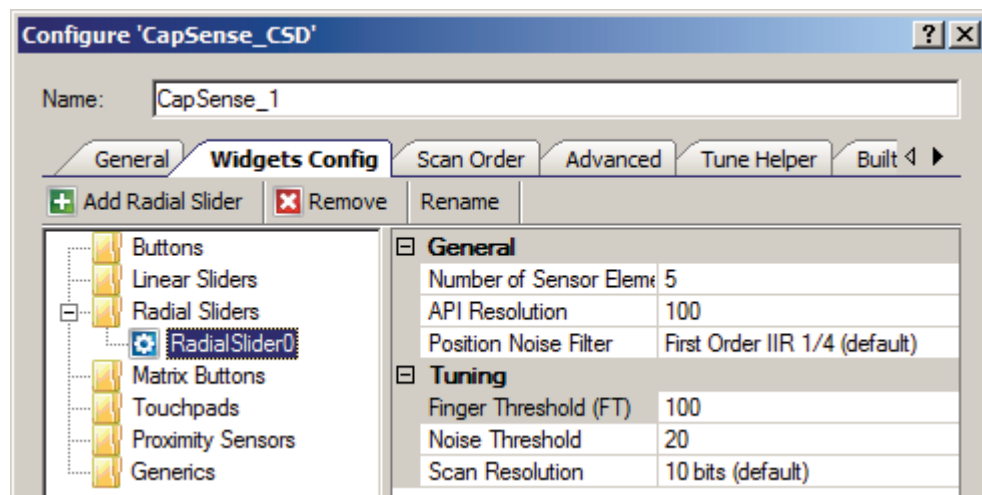 Configure 'CapSense_CSD'
Name: CapSense_1
General Widgets Config Scan Order Advanced Tune Helper Built
Add Radial Slider Remove Rename
Buttons
Linear Sliders
Radial Sliders
RadialSlider0
Matrix Buttons
Touchpads
Proximity Sensors
Generics
General
Number of Sensor Eleme 5
API Resolution 100
Position Noise Filter First Order IIR 1/4 (default)
Tuning
Finger Threshold (FT) 100
Noise Threshold 20
Scan Resolution 10 bits (default)